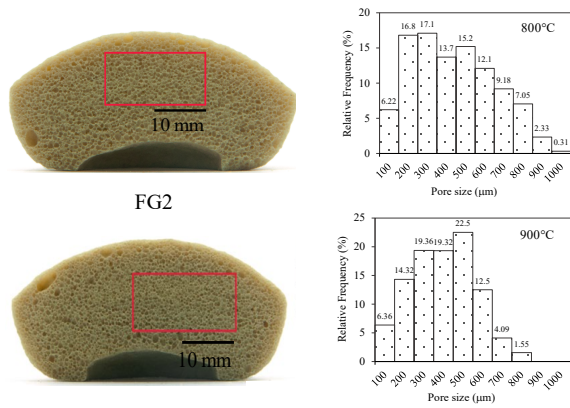 10 mm
FG2
10 mm
800°C
Relative Frequency (%)
20
15
10
5
0
6.22
16.8
17.1
13.7
15.2
12.1
9.18
7.05
2.33
0.31
100 200 300 400 500 600 700 800 900 1000
Pore size (μm)
900°C
Relative Frequency (%)
25
20
15
10
5
0
6.36
14.32
19.36
19.32
22.5
12.5
4.09
1.55
100 200 300 400 500 600 700 800 900 1000
Pore size (μm)